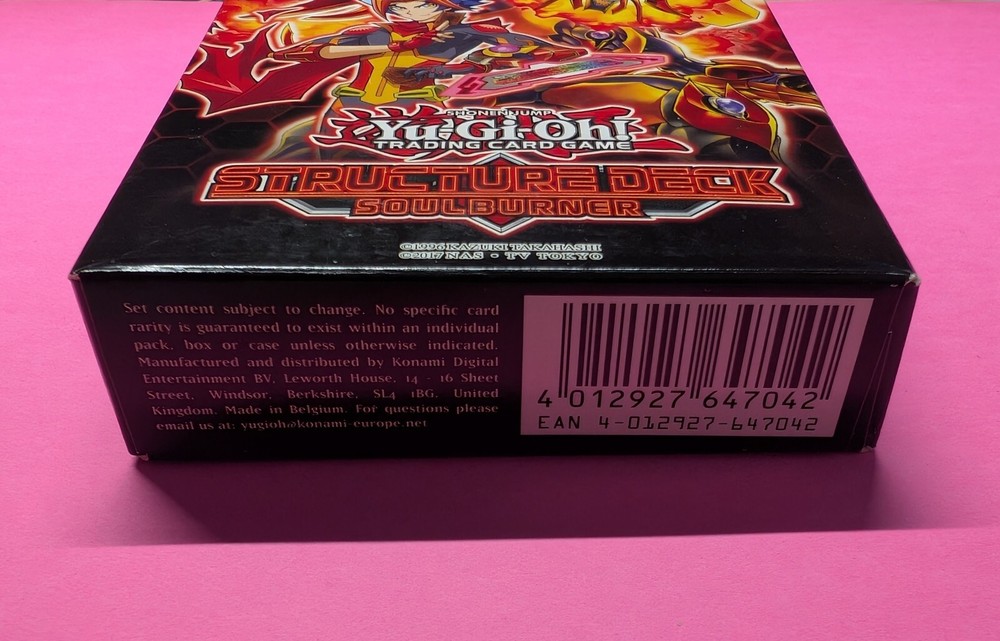 SHONEN JUMP
Yu-Gi-Oh!
TRADING CARD GAME
STRUCTURE DECK
SOULBURNER
©1996 KAZUKI TAKAHASHI
©2017 NAS • TV TOKYO
Set content subject to change. No specific card
rarity is guaranteed to exist within an individual
pack, box or case unless otherwise indicated.
Manufactured and distributed by Konami Digital
Entertainment BV, Leworth House, 14 - 16 Sheet
Street, Windsor, Berkshire, SL4 1BG. United
Kingdom. Made in Belgium. For questions please
email us at: yugioh@konami-europe.net
4 012927 647042
EAN 4-012927-647042